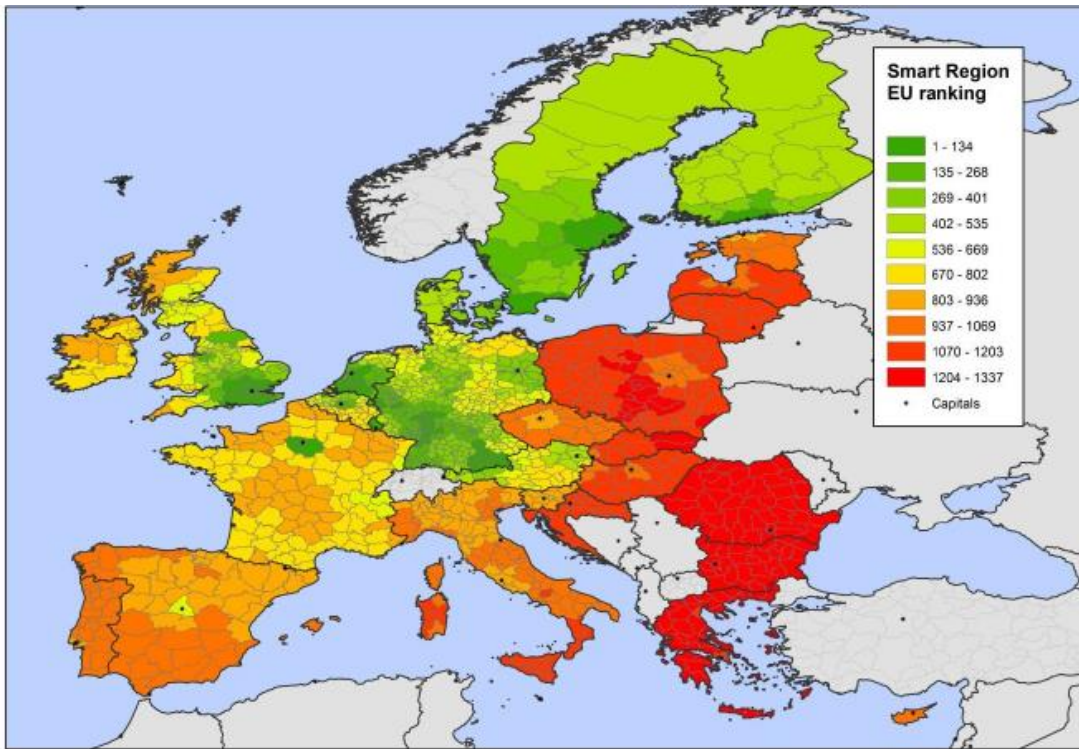 Smart Region
EU ranking
1 - 134
135 - 268
269 - 401
402 - 535
536 - 669
670 - 802
803 - 936
937 - 1069
1070 - 1203
1204 - 1337
Capitals